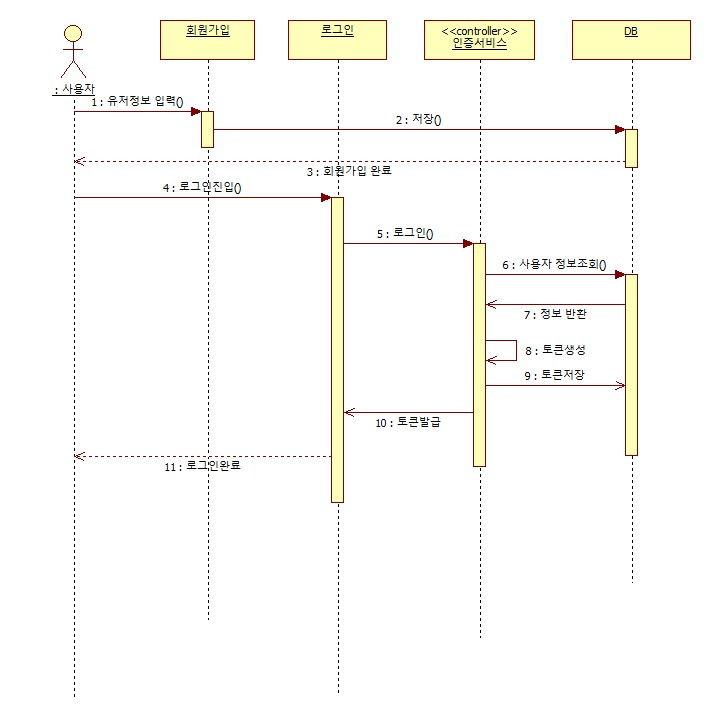 회원가입
로그인
<<controller>>
인증서비스
DB
: 사용자
1 : 유저정보 입력()
2 : 저장()
3 : 회원가입 완료
4 : 로그인진입()
5 : 로그인()
6 : 사용자 정보조회()
7 : 정보 반환
8 : 토큰생성
9 : 토큰저장
10 : 토큰발급
11 : 로그인완료